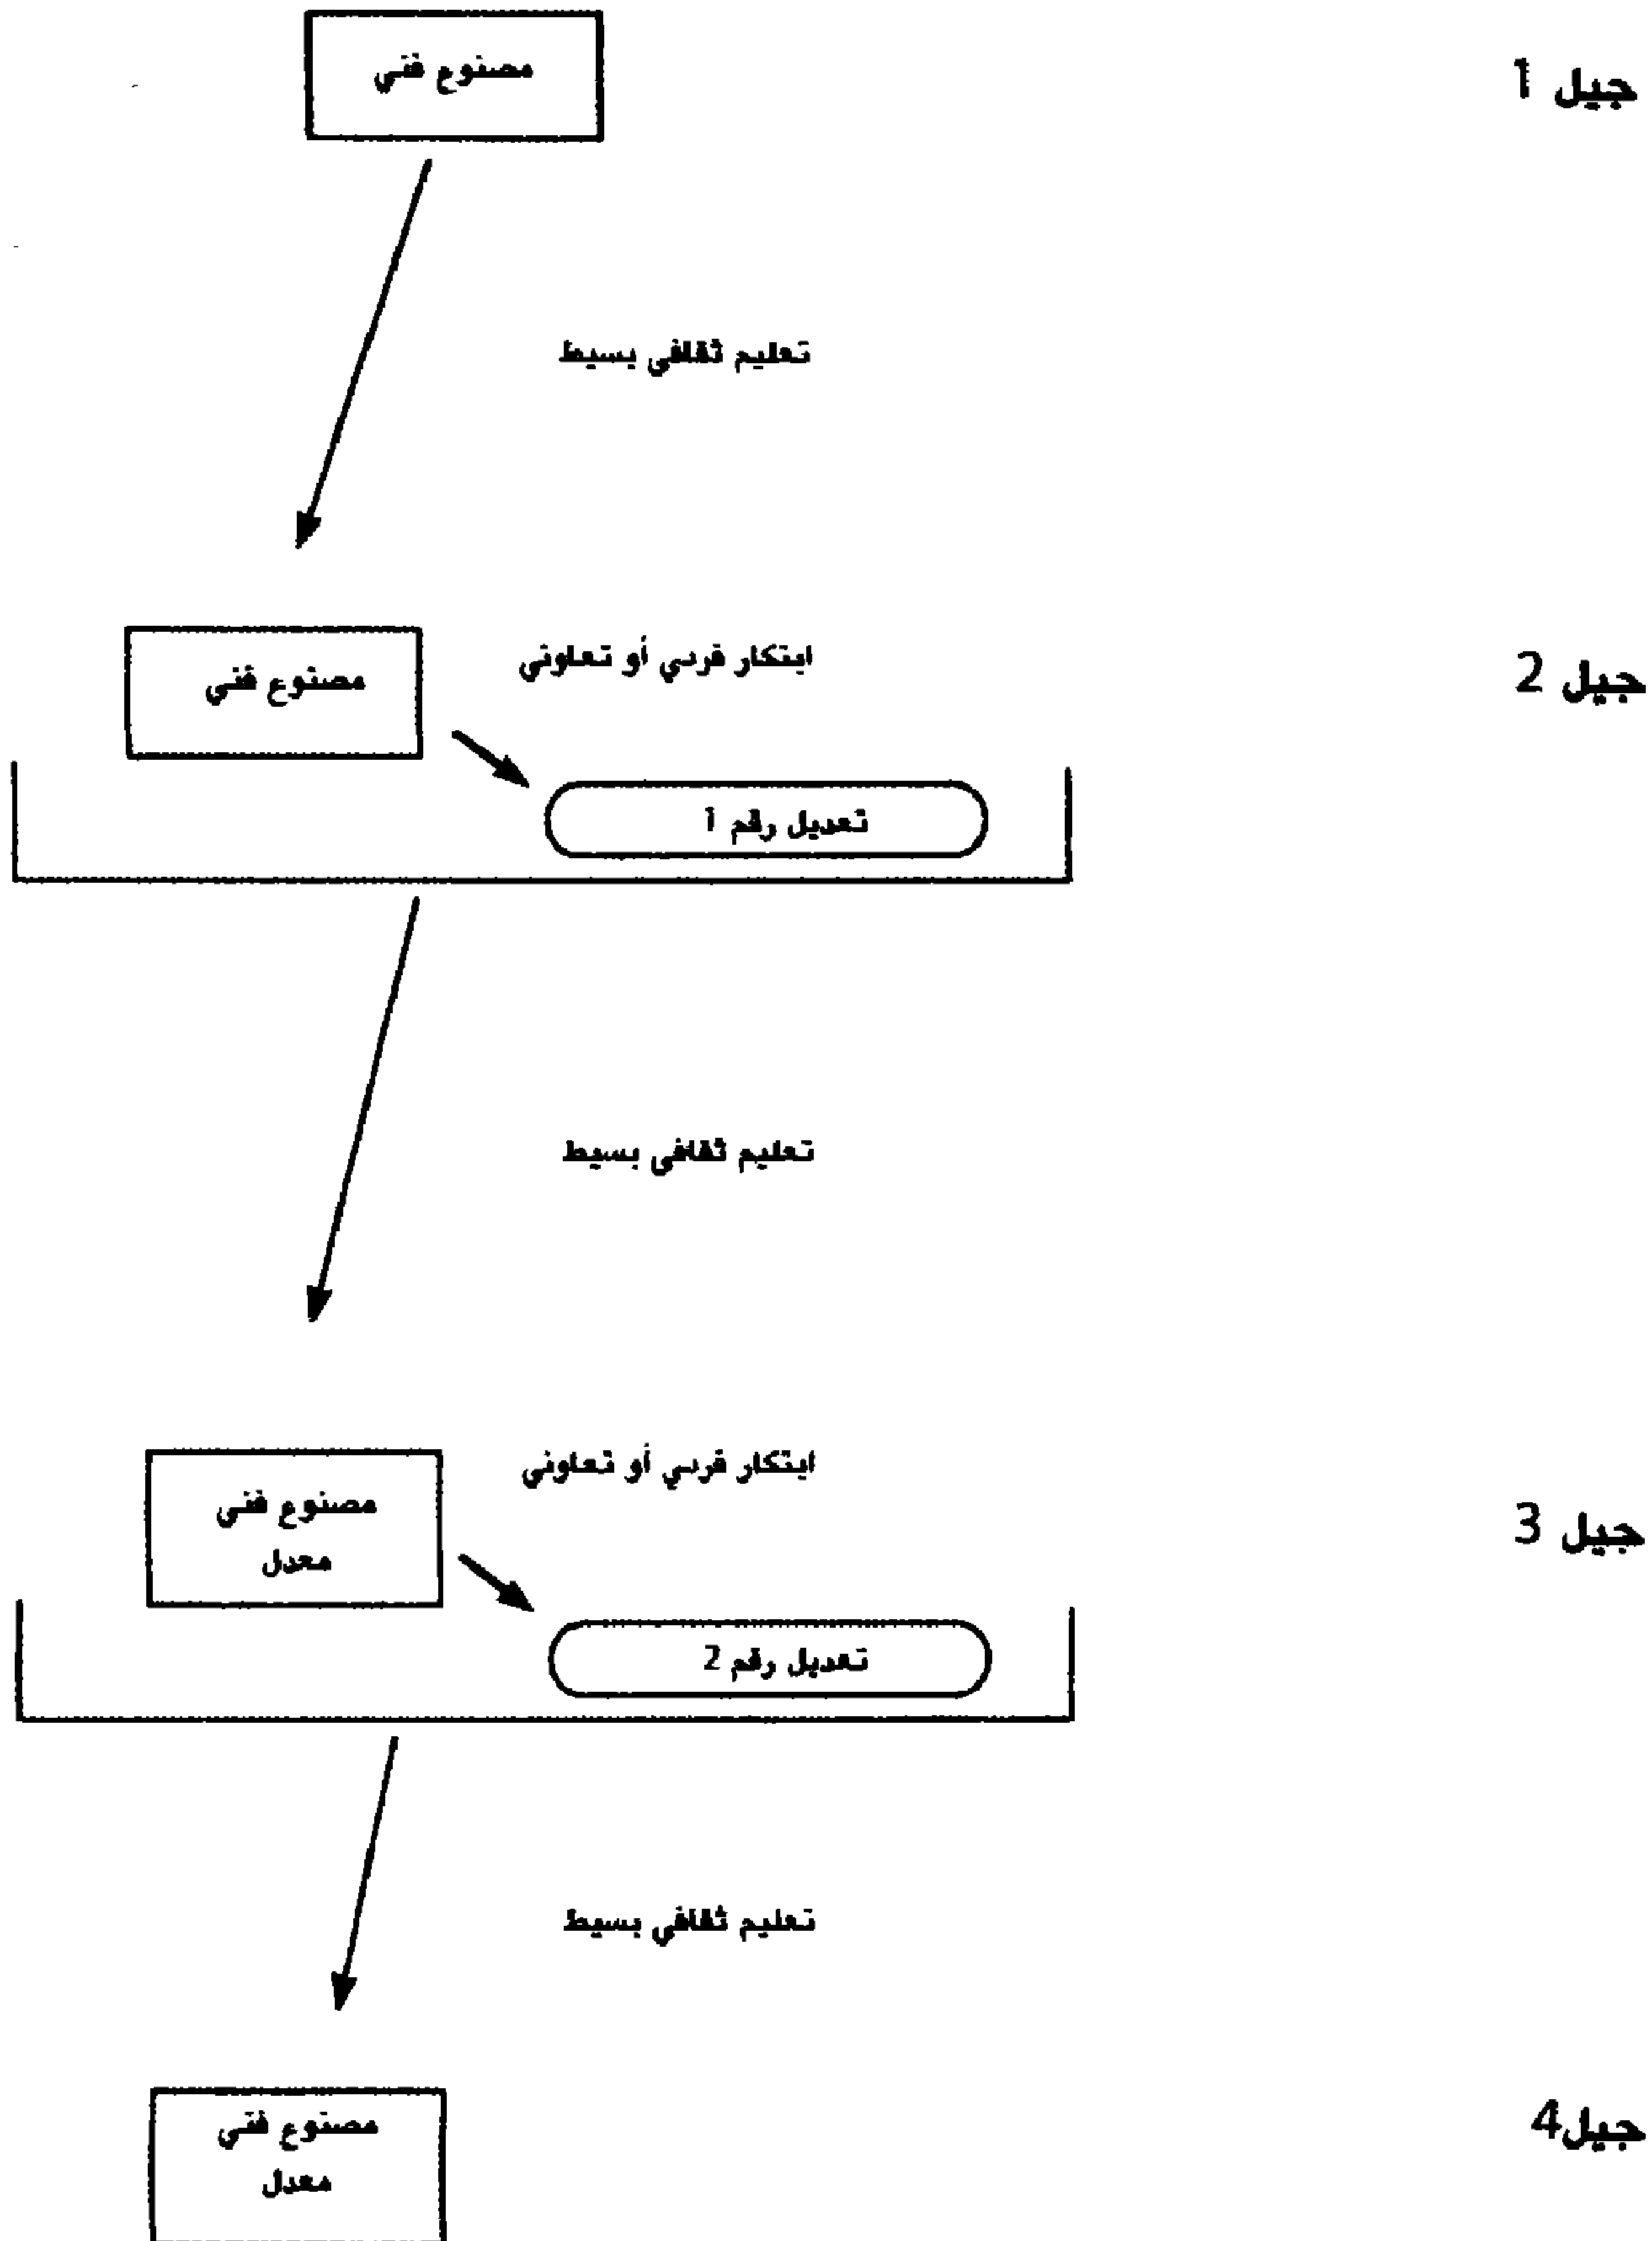 جيل 1
مصنوع فني
تعليم ثقافي بسيط
جيل 2
ابتكار فردي أو تعاوني
مصنوع فني
تعديل رقم 1
تعليم ثقافي بسيط
جيل 3
ابتكار فردي أو تعاوني
مصنوع فني
معدل
تعديل رقم 2
تعليم ثقافي بسيط
جيل4
مصنوع فني
معدل